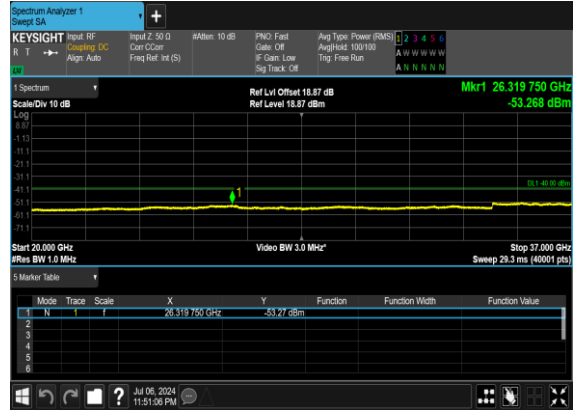 Spectrum Analyzer 1
Swept SA
KEYSIGHT Input: RF Input Z: 50 Ω #Atten: 10 dB PNO: Fast Avg Type: Power (RMS) 1 2 3 4 5 6
R T Coupling: DC Corr CCorr Gate: Off Avg|Hold: 100/100 A W W W W W
Align: Auto Freq Ref: Int (S) IF Gain: Low Trig: Free Run
Sig Track: Off A N N N N N
1 Spectrum Ref Lvl Offset 18.87 dB Mkr1 26.319 750 GHz
Scale/Div 10 dB Ref Level 18.87 dBm -53.268 dBm
Log
8.87
-1.13
-11.1
-21.1
-31.1
DL1 -40.00 dBm
-41.1
1
-51.1
-61.1
-71.1
Start 20.000 GHz Video BW 3.0 MHz* Stop 37.000 GHz
#Res BW 1.0 MHz Sweep 29.3 ms (40001 pts)
5 Marker Table
Mode Trace Scale X Y Function Function Width Function Value
1 N 1 f 26.319 750 GHz -53.27 dBm
2
3
4
5
6
Jul 06, 2024
11:51:06 PM